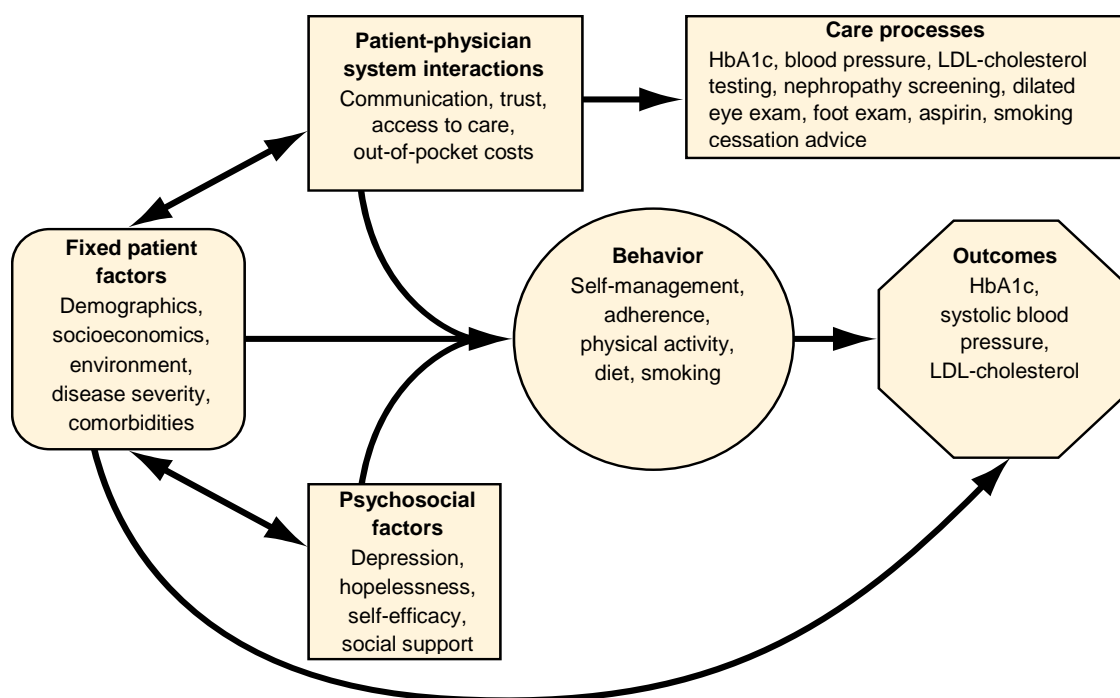 Patient-physician
system interactions
Communication, trust,
access to care,
out-of-pocket costs
Care processes
HbA1c, blood pressure, LDL-cholesterol
testing, nephropathy screening, dilated
eye exam, foot exam, aspirin, smoking
cessation advice
Fixed patient
factors
Demographics,
socioeconomics,
environment,
disease severity,
comorbidities
Behavior
Self-management,
adherence,
physical activity,
diet, smoking
Outcomes
HbA1c,
systolic blood
pressure,
LDL-cholesterol
Psychosocial
factors
Depression,
hopelessness,
self-efficacy,
social support